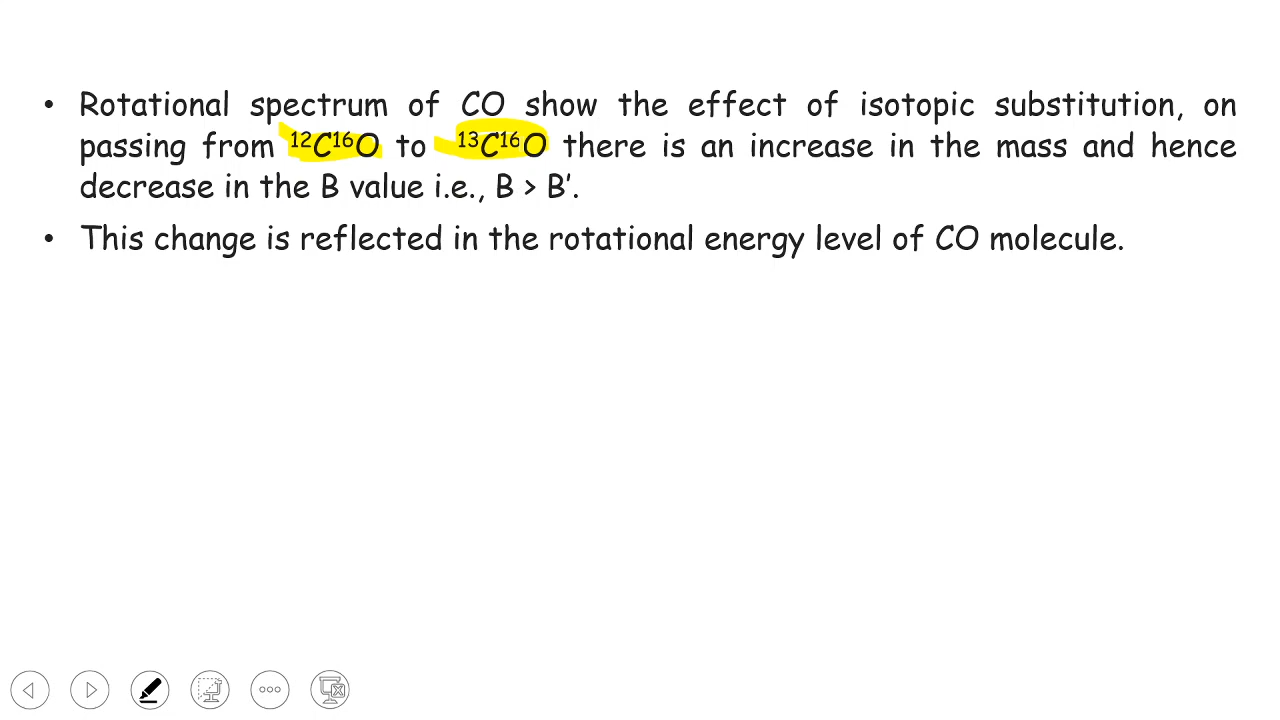 • Rotational spectrum of CO show the effect of isotopic substitution, on
passing from ¹²C¹⁶O to ¹³C¹⁶O there is an increase in the mass and hence
decrease in the B value i.e., B > B′.
• This change is reflected in the rotational energy level of CO molecule.